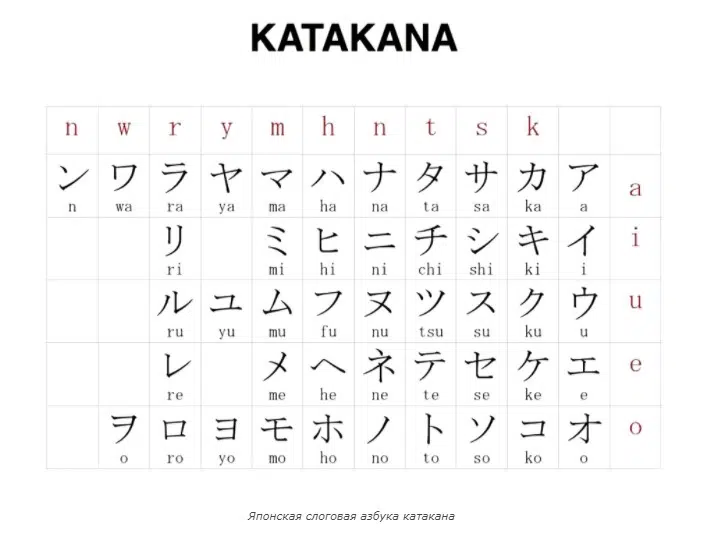 KATAKANA
n w r y m h n t s k
ン ワ ラ ヤ マ ハ ナ タ サ カ ア
n wa ra ya ma ha na ta sa ka a
a
リ ミ ヒ ニ チ シ キ イ
i
ri mi hi ni chi shi ki i
ル ユ ム フ ヌ ツ ス ク ウ
u
ru yu mu fu nu tsu su ku u
レ メ ヘ ネ テ セ ケ エ
e
re me he ne te se ke e
ヲ ロ ヨ モ ホ ノ ト ソ コ オ
o
o ro yo mo ho no to so ko o
Японская слоговая азбука катакана